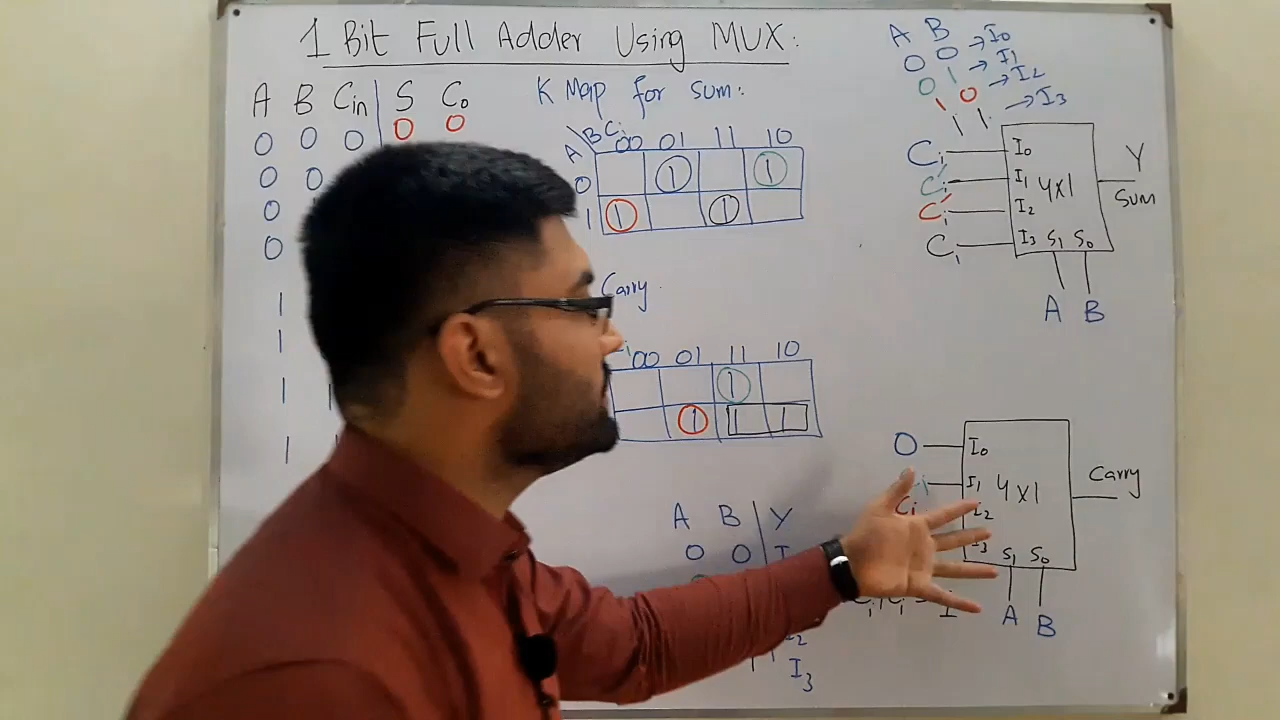 1 Bit Full Adder Using MUX:
A B Cin S Co
0 0 0 0 0
0 0
0
0
1
1
1 1
1
K Map for Sum:
A \ BCi 00 01 11 10
0 1 1
1 1 1
Carry
00 01 11 10
1
1 1 1
A B Y
0 0 I
I2
I3
A B
0 0 → I0
0 1 → I1
1 0 → I2
1 1 → I3
Ci I0
Ci' I1 4x1 Y
Ci' I2 Sum
Ci I3 S1 S0
A B
0 I0
I1 4x1 Carry
Ci I2
I3 S1 S0
A B